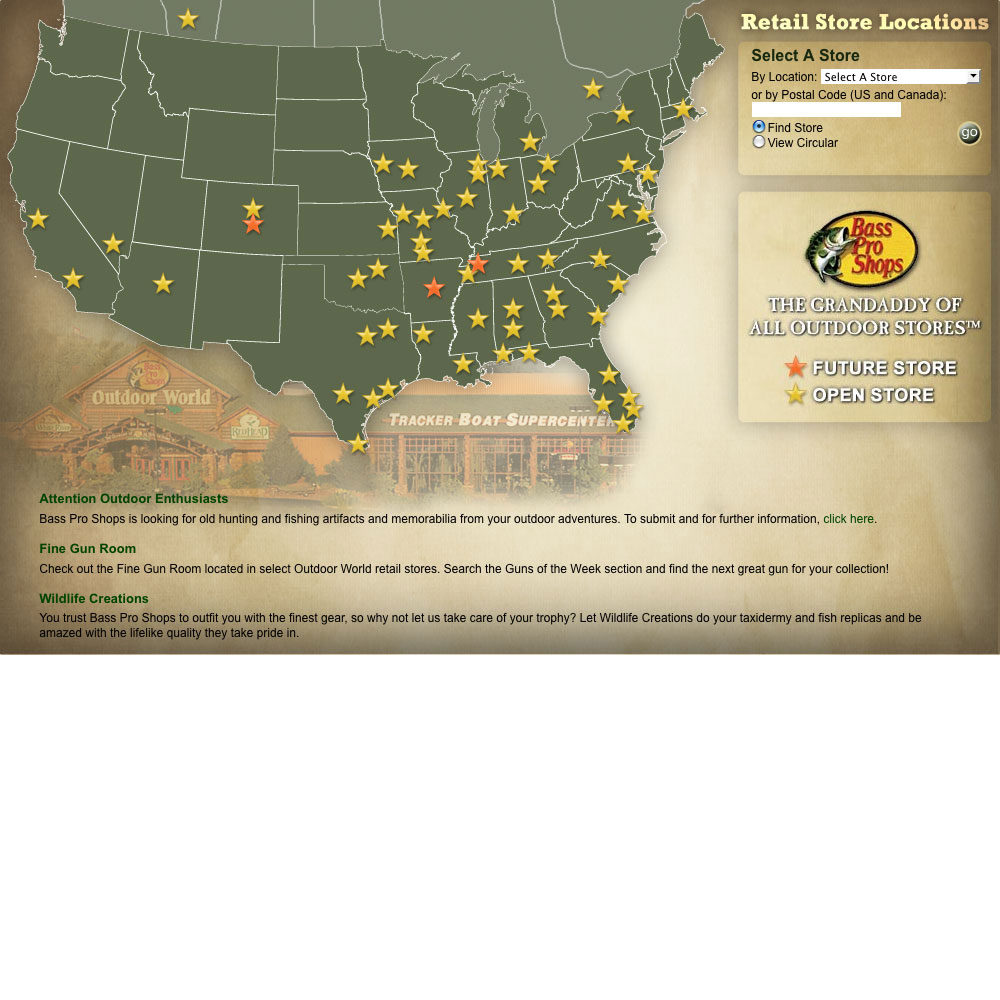 Retail Store Locations
Select A Store
By Location: Select A Store
or by Postal Code (US and Canada):
Find Store
View Circular
go
Bass
Pro
Shops
THE GRANDADDY OF
ALL OUTDOOR STORES™
FUTURE STORE
OPEN STORE
Outdoor World
REDHEAD
TRACKER BOAT SUPERCENTER
Attention Outdoor Enthusiasts
Bass Pro Shops is looking for old hunting and fishing artifacts and memorabilia from your outdoor adventures. To submit and for further information, click here.
Fine Gun Room
Check out the Fine Gun Room located in select Outdoor World retail stores. Search the Guns of the Week section and find the next great gun for your collection!
Wildlife Creations
You trust Bass Pro Shops to outfit you with the finest gear, so why not let us take care of your trophy? Let Wildlife Creations do your taxidermy and fish replicas and be
amazed with the lifelike quality they take pride in.